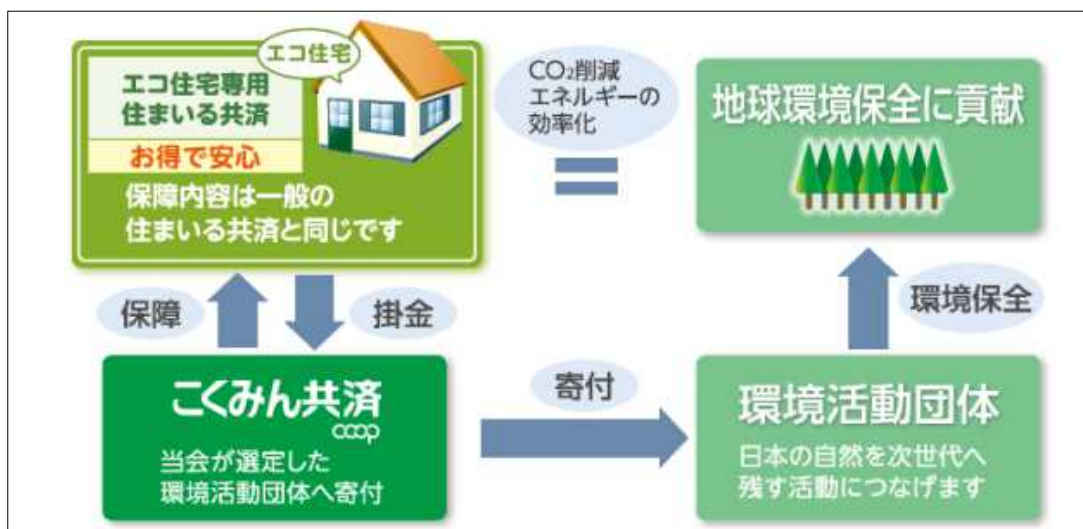 エコ住宅
エコ住宅専用
住まいる共済
お得で安心
保障内容は一般の
住まいる共済と同じです
CO₂削減
エネルギーの
効率化
地球環境保全に貢献
保障
掛金
環境保全
こくみん共済
coop
当会が選定した
環境活動団体へ寄付
寄付
環境活動団体
日本の自然を次世代へ
残す活動につなげます